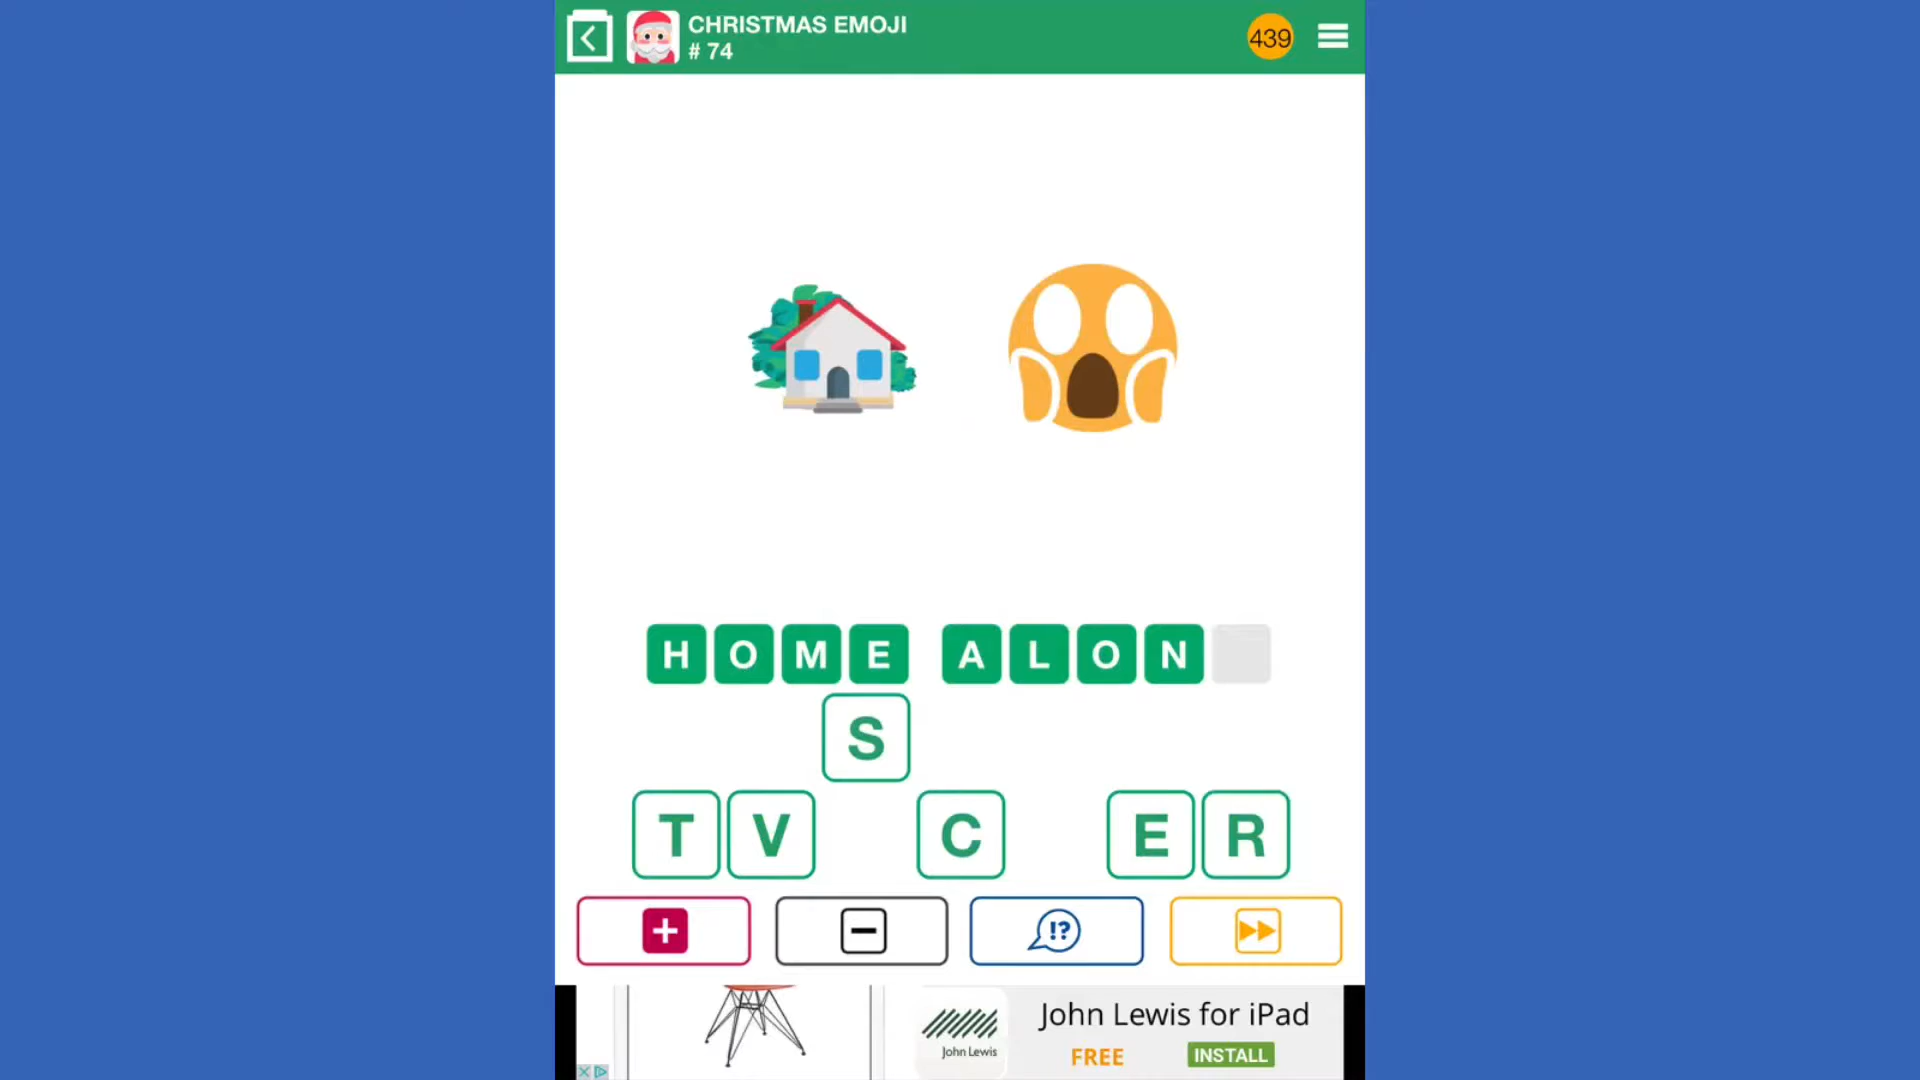 CHRISTMAS EMOJI
# 74
439
HOME ALON
S
T V C E R
!?
John Lewis for iPad
John Lewis
FREE INSTALL